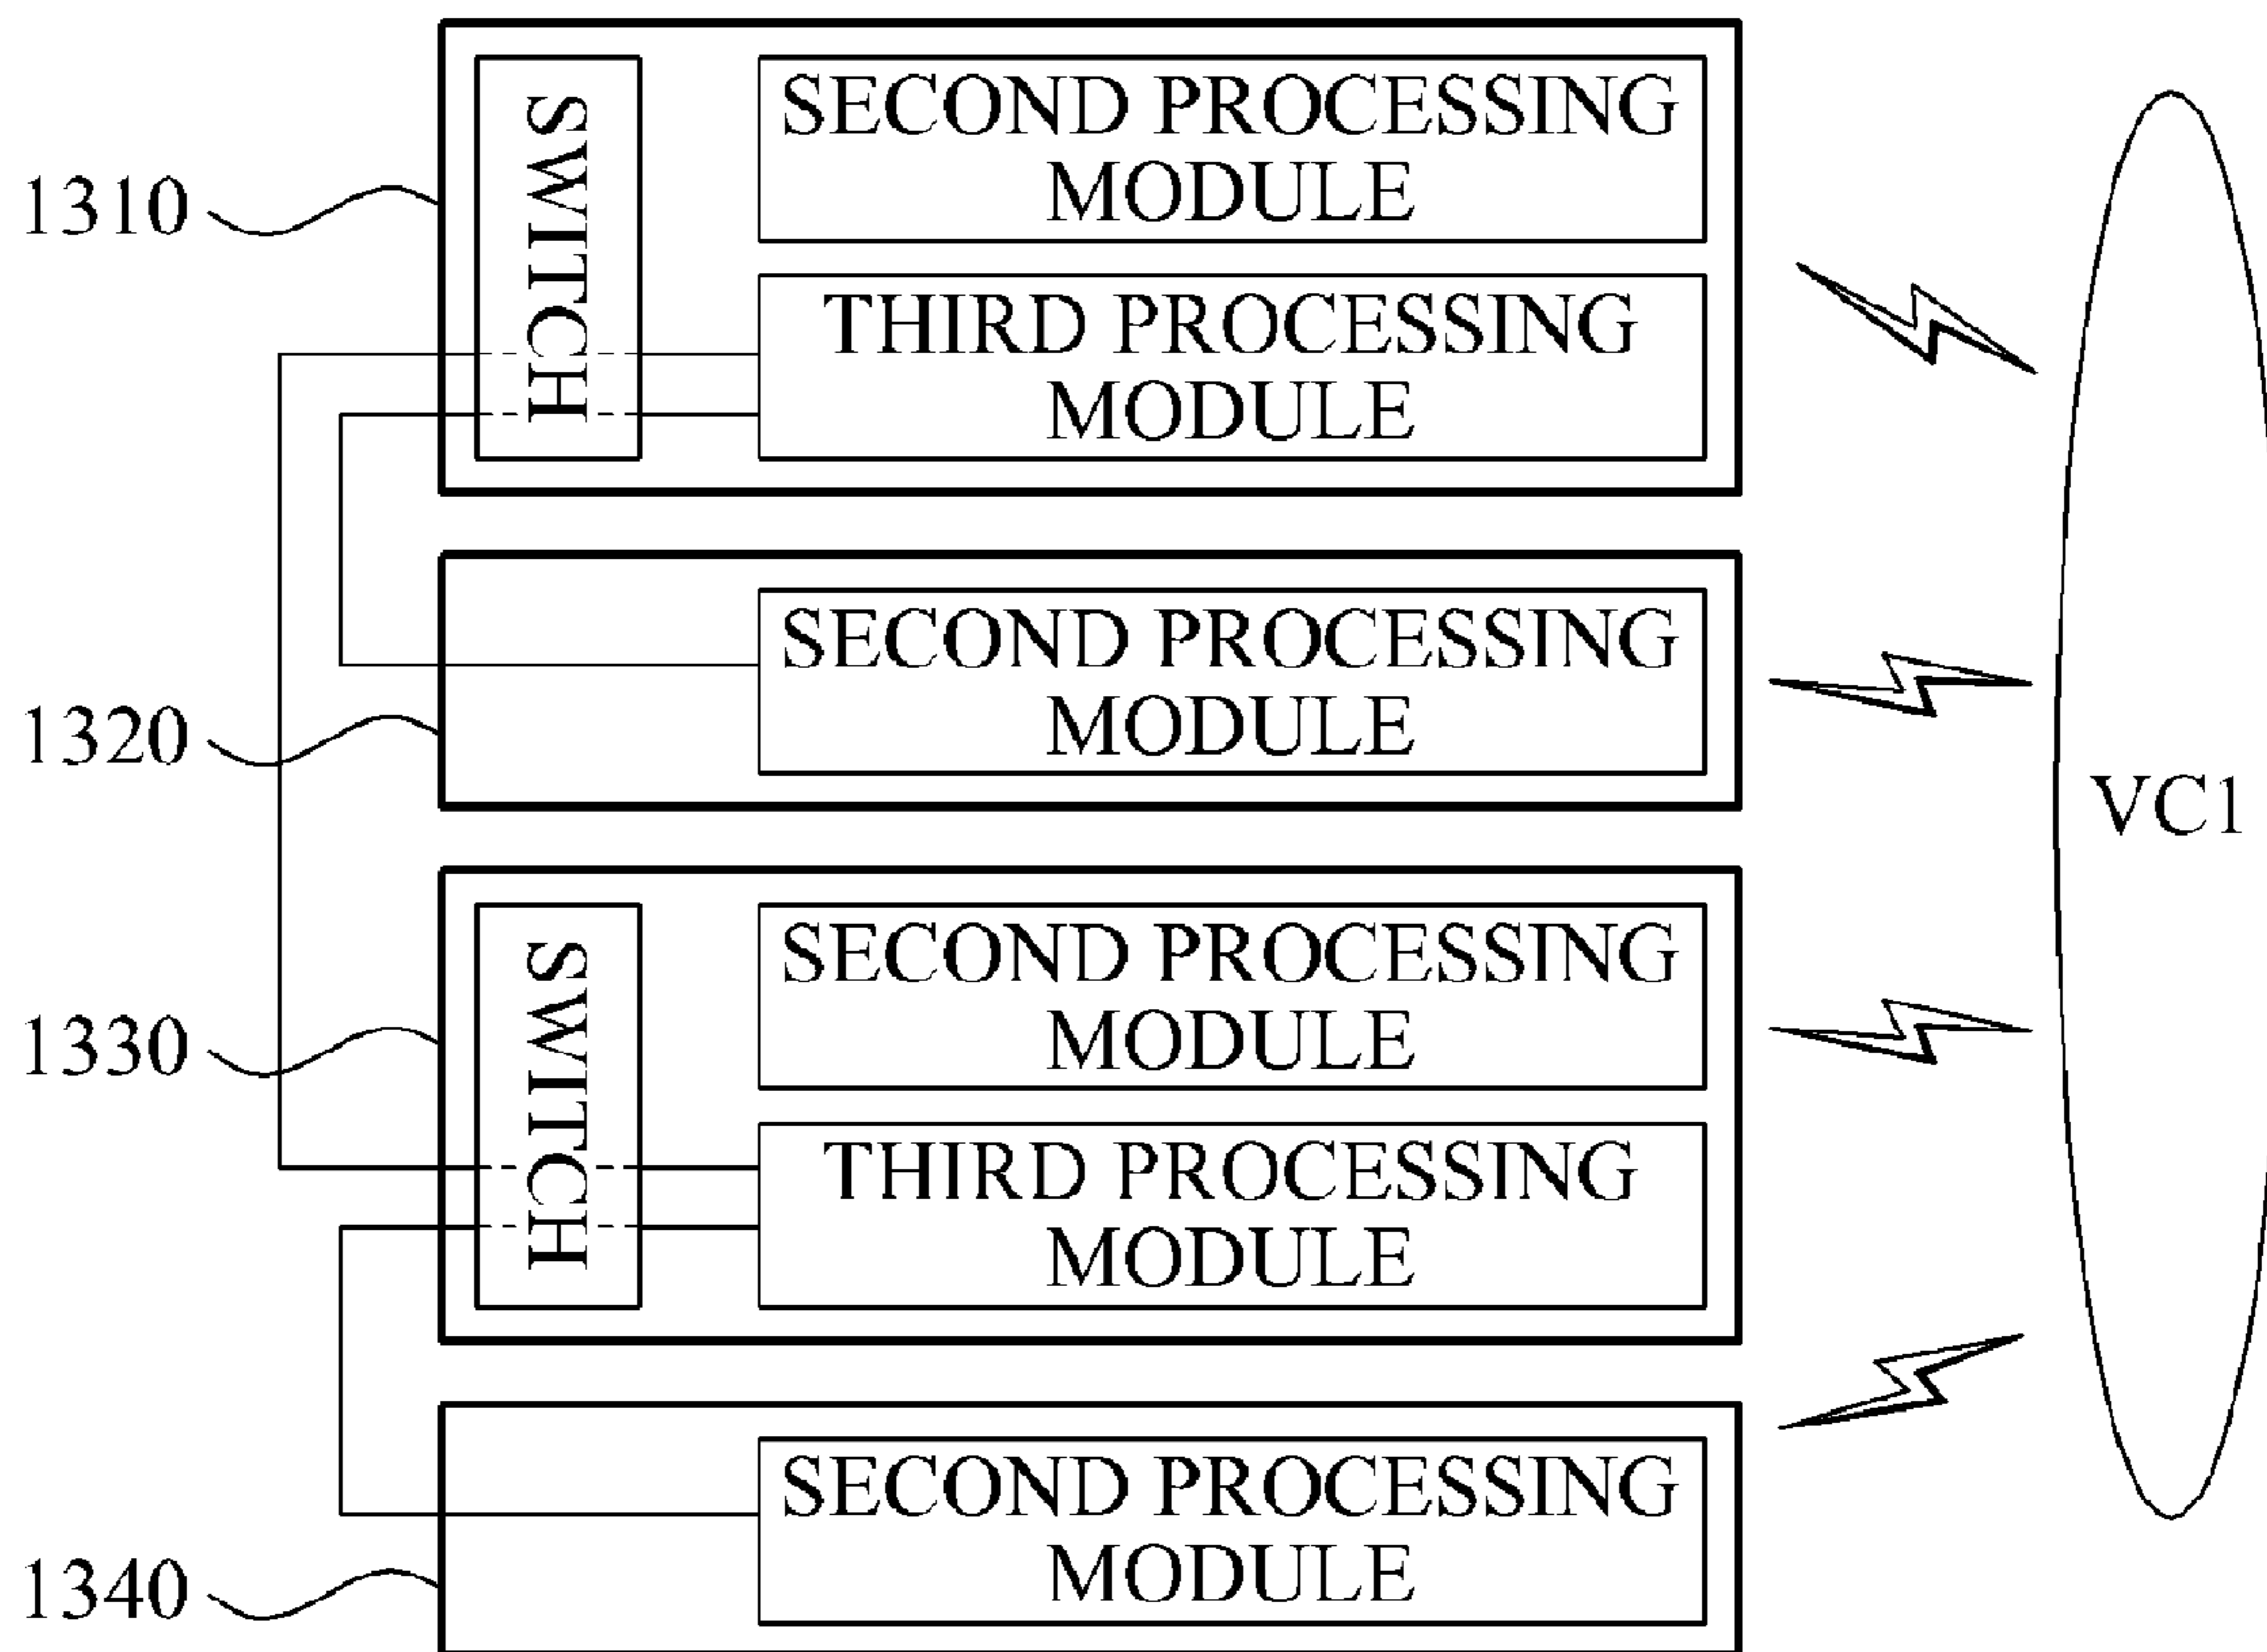 1310
SWITCH
SECOND PROCESSING
MODULE
THIRD PROCESSING
MODULE
1320
SECOND PROCESSING
MODULE
VC1
1330
SWITCH
SECOND PROCESSING
MODULE
THIRD PROCESSING
MODULE
1340
SECOND PROCESSING
MODULE